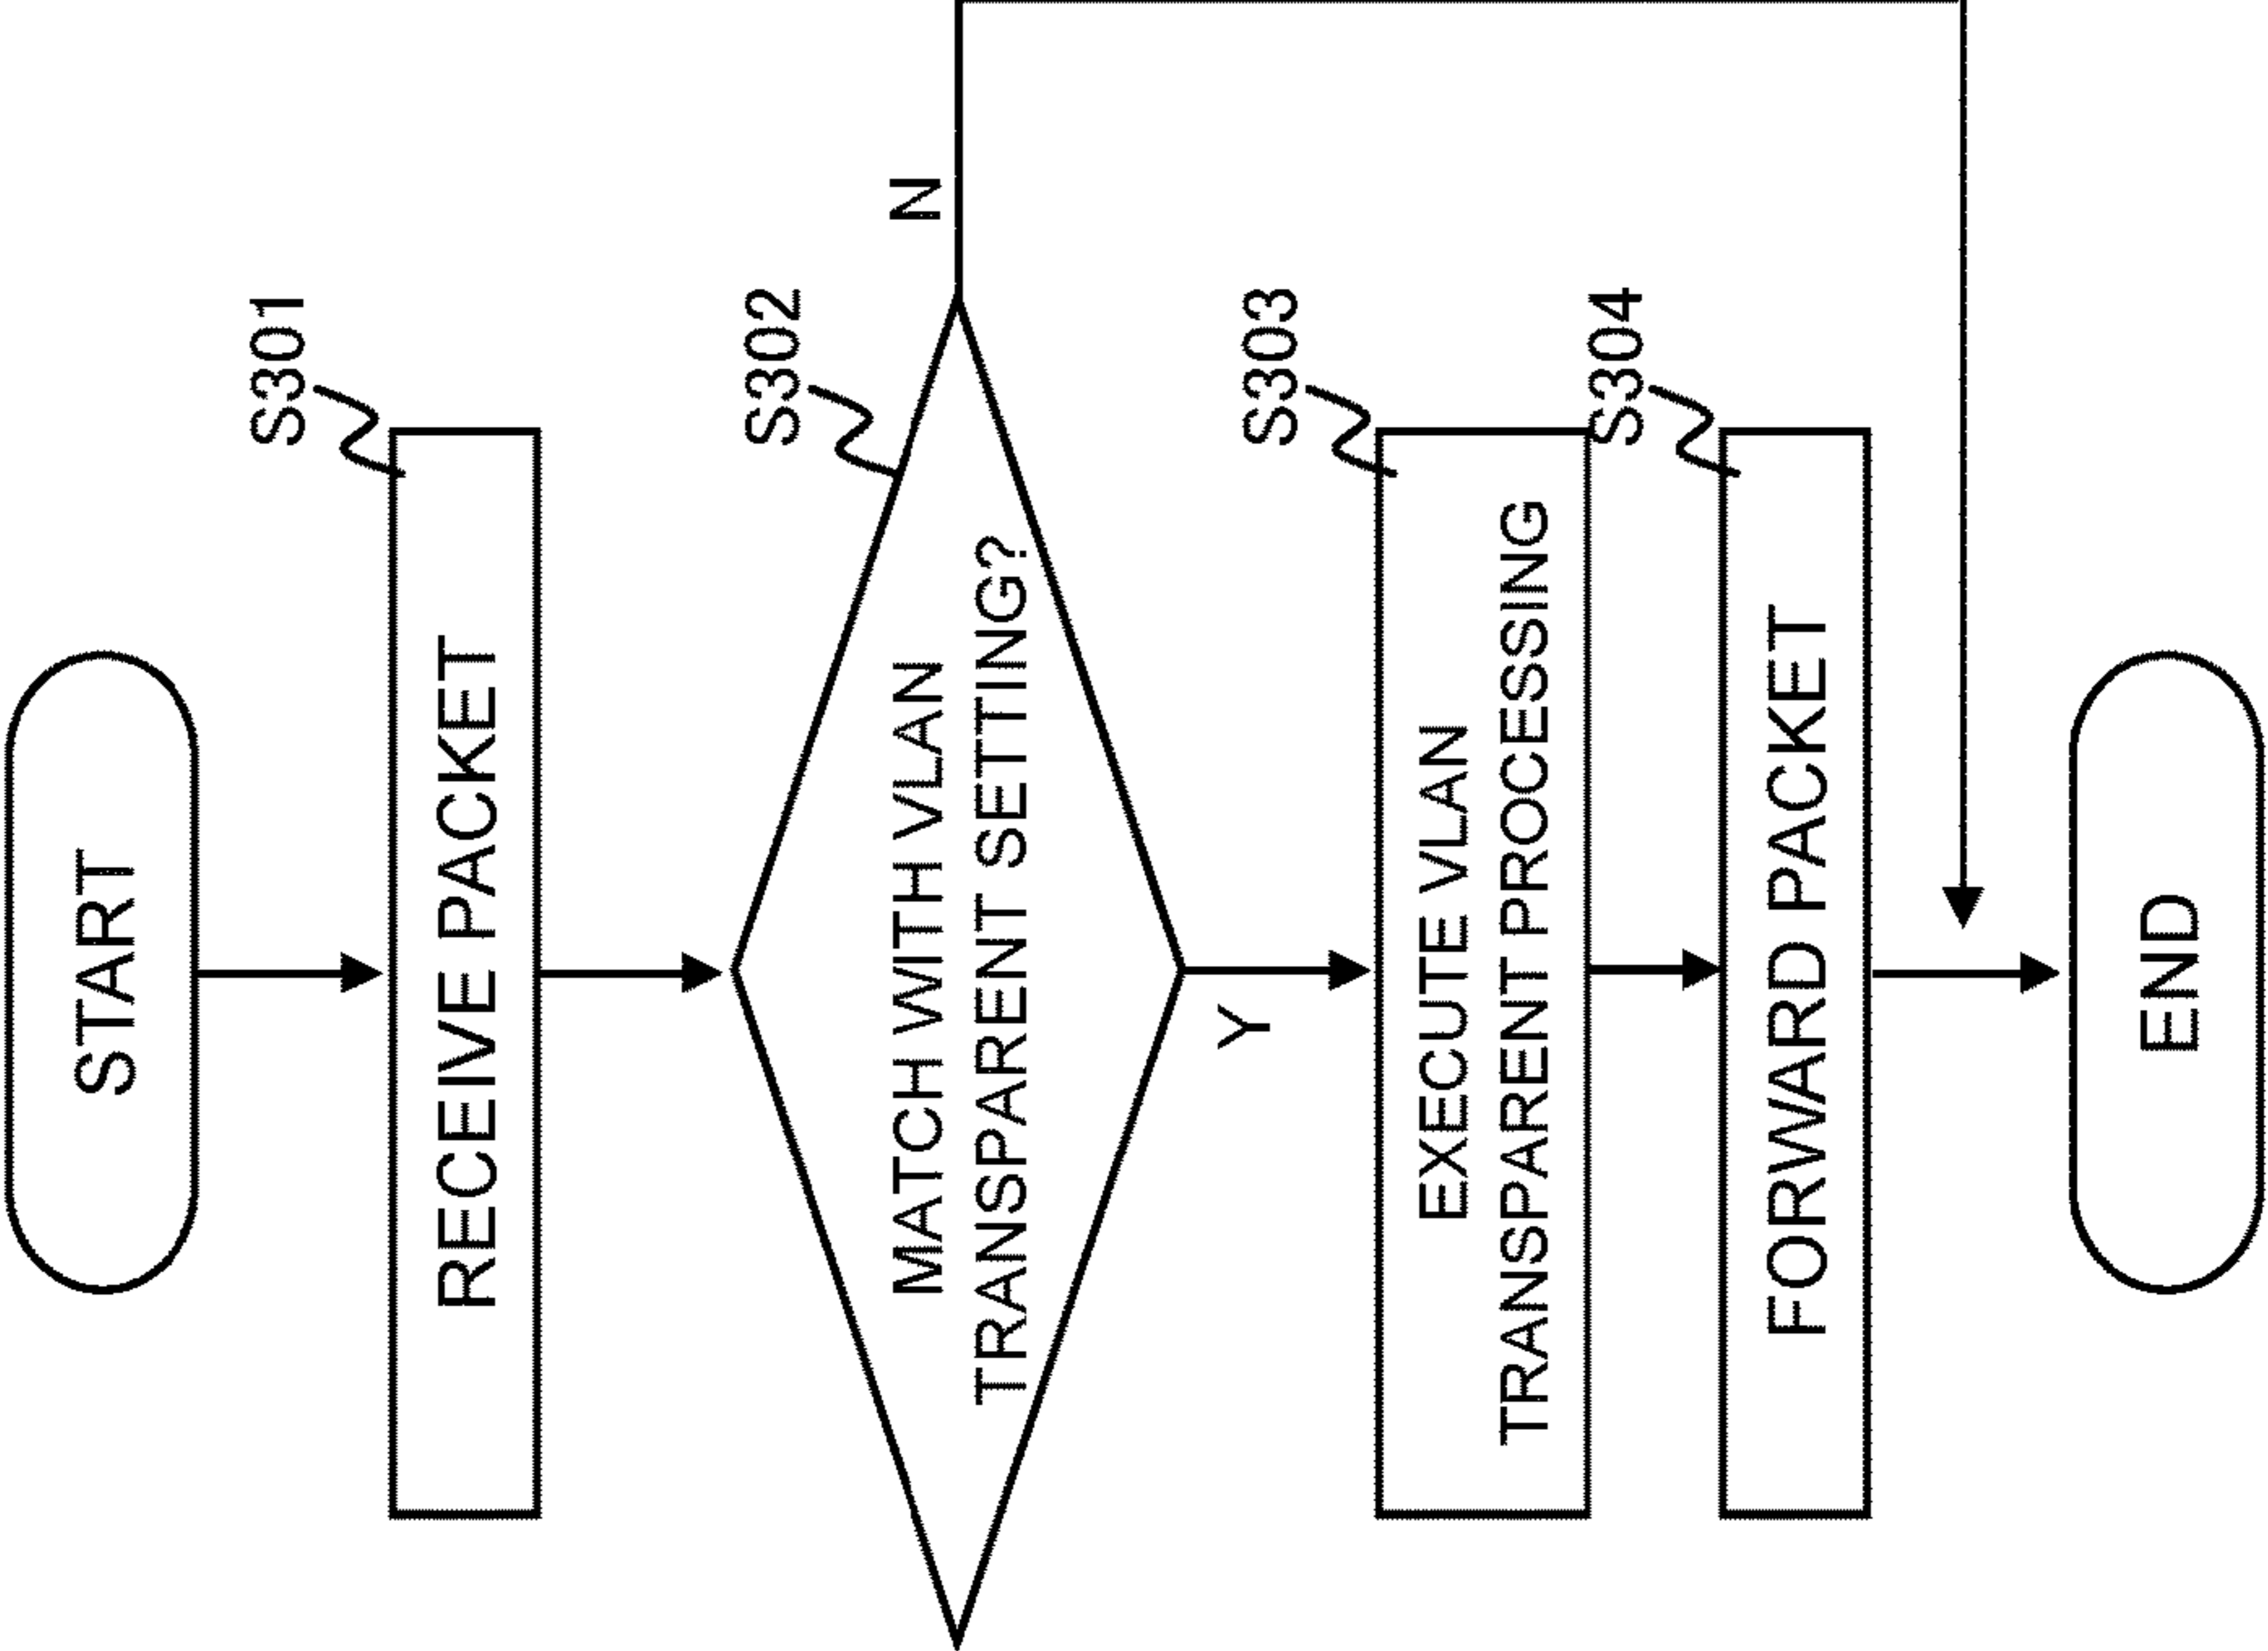 START
S301
RECEIVE PACKET
S302
MATCH WITH VLAN
TRANSPARENT SETTING?
N
Y
S303
EXECUTE VLAN
TRANSPARENT PROCESSING
S304
FORWARD PACKET
END